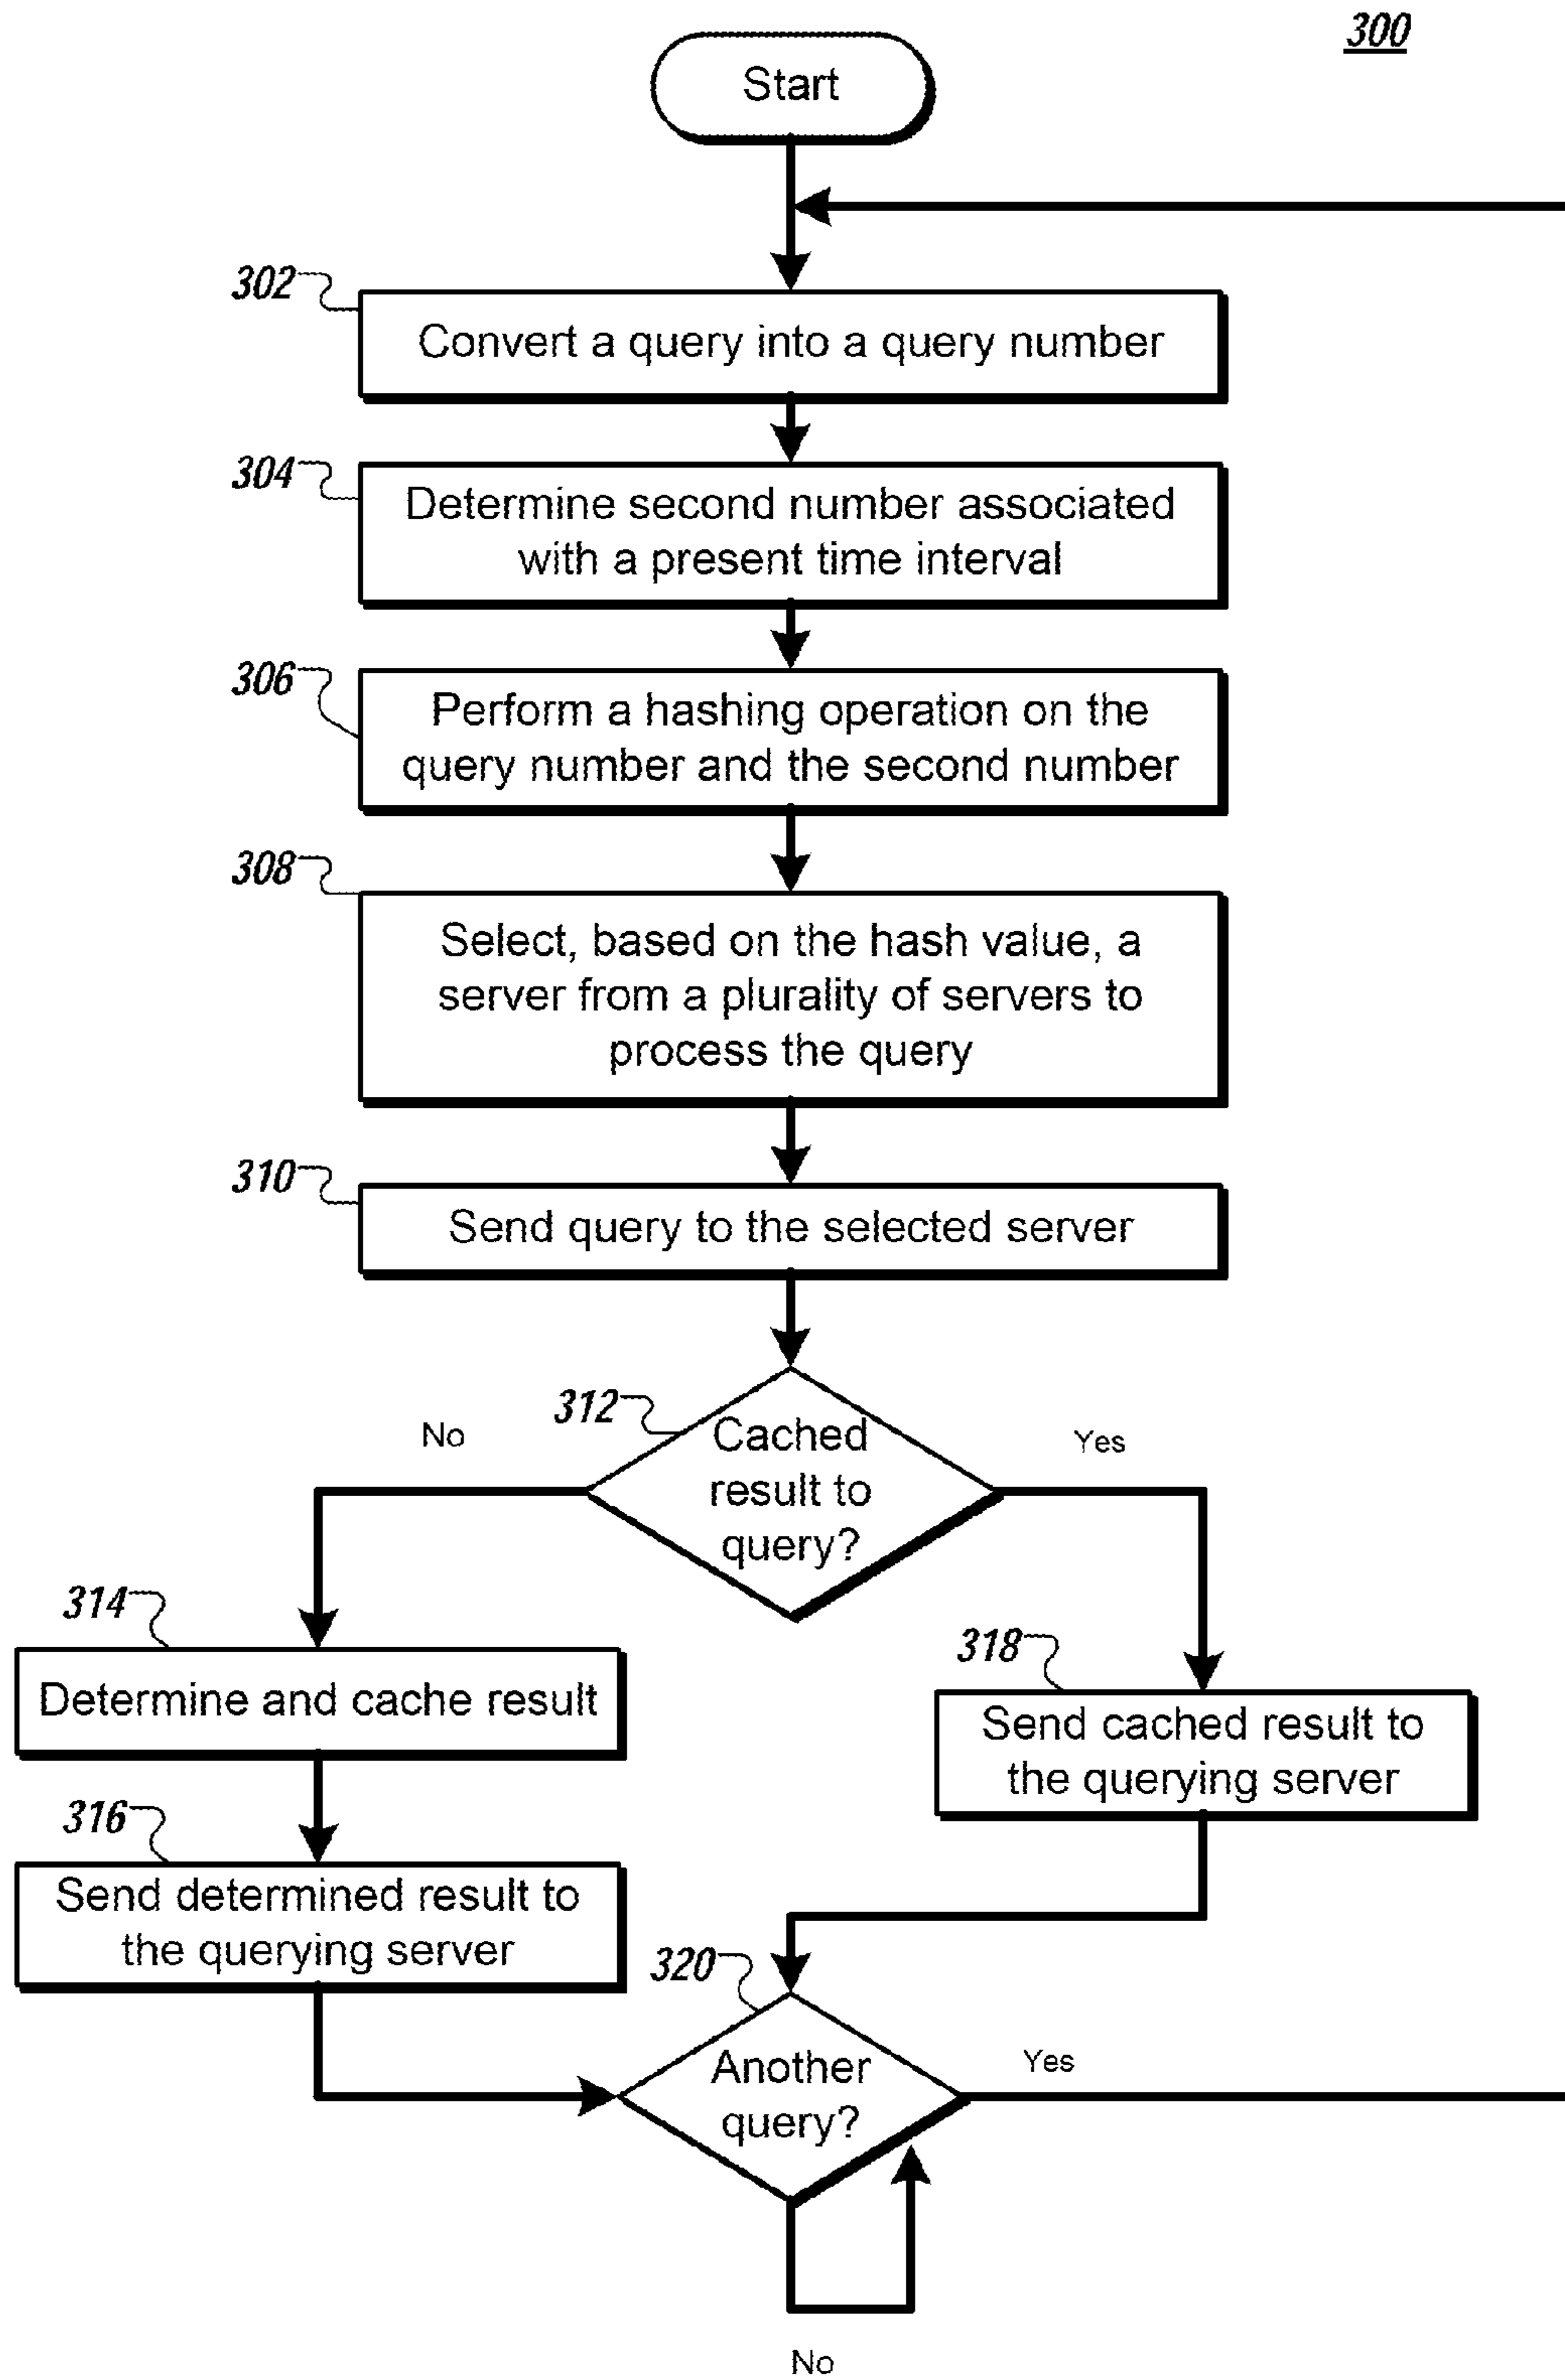 300
Start
302
Convert a query into a query number
304
Determine second number associated
with a present time interval
306
Perform a hashing operation on the
query number and the second number
308
Select, based on the hash value, a
server from a plurality of servers to
process the query
310
Send query to the selected server
312
Cached
result to
query?
No
Yes
314
Determine and cache result
318
Send cached result to
the querying server
316
Send determined result to
the querying server
320
Another
query?
Yes
No